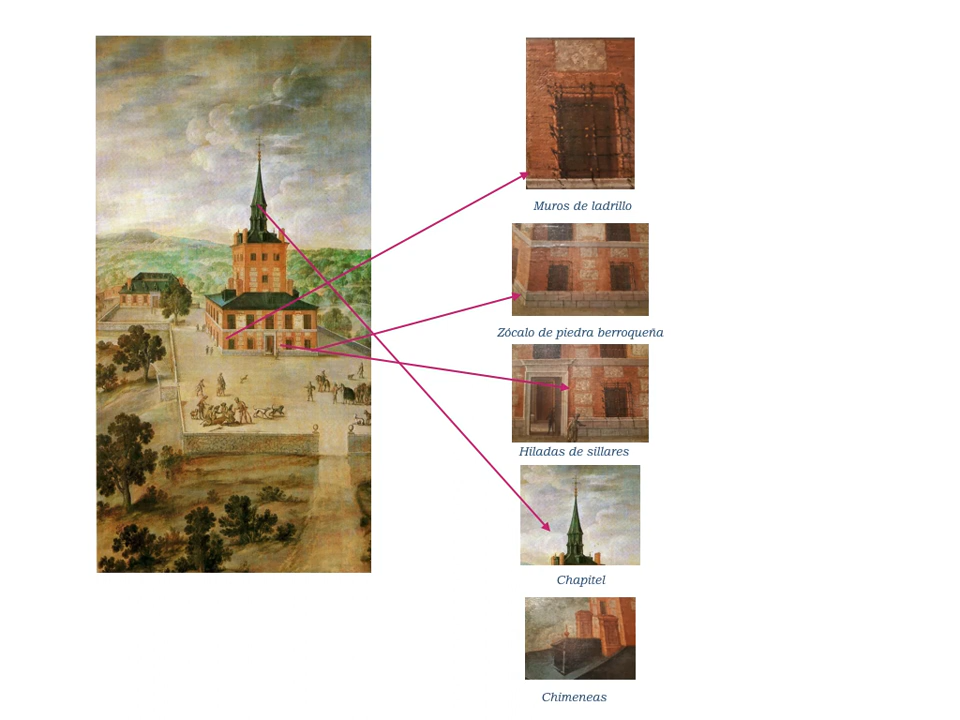 Muros de ladrillo
Zócalo de piedra berroqueña
Hiladas de sillares
Chapitel
Chimeneas